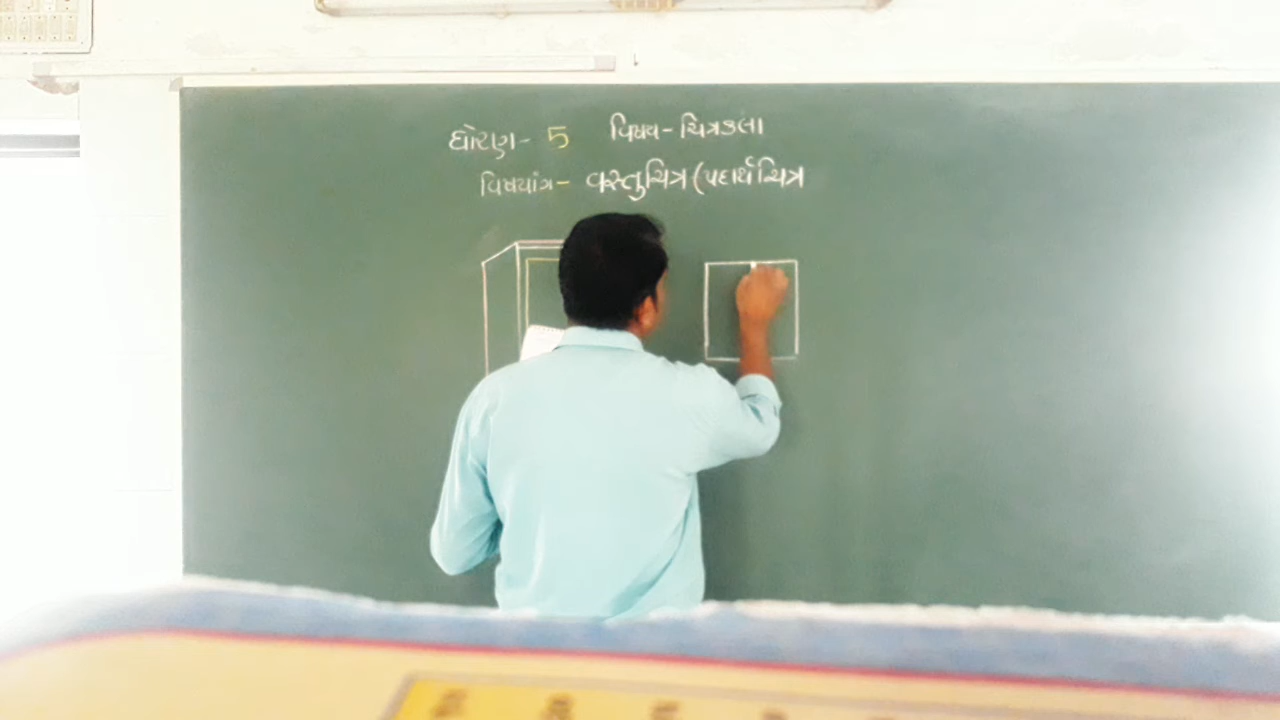 ધોરણ- 5 વિષય- ચિત્રકલા
વિષયાંગ- વસ્તુચિત્ર (પદાર્થચિત્ર